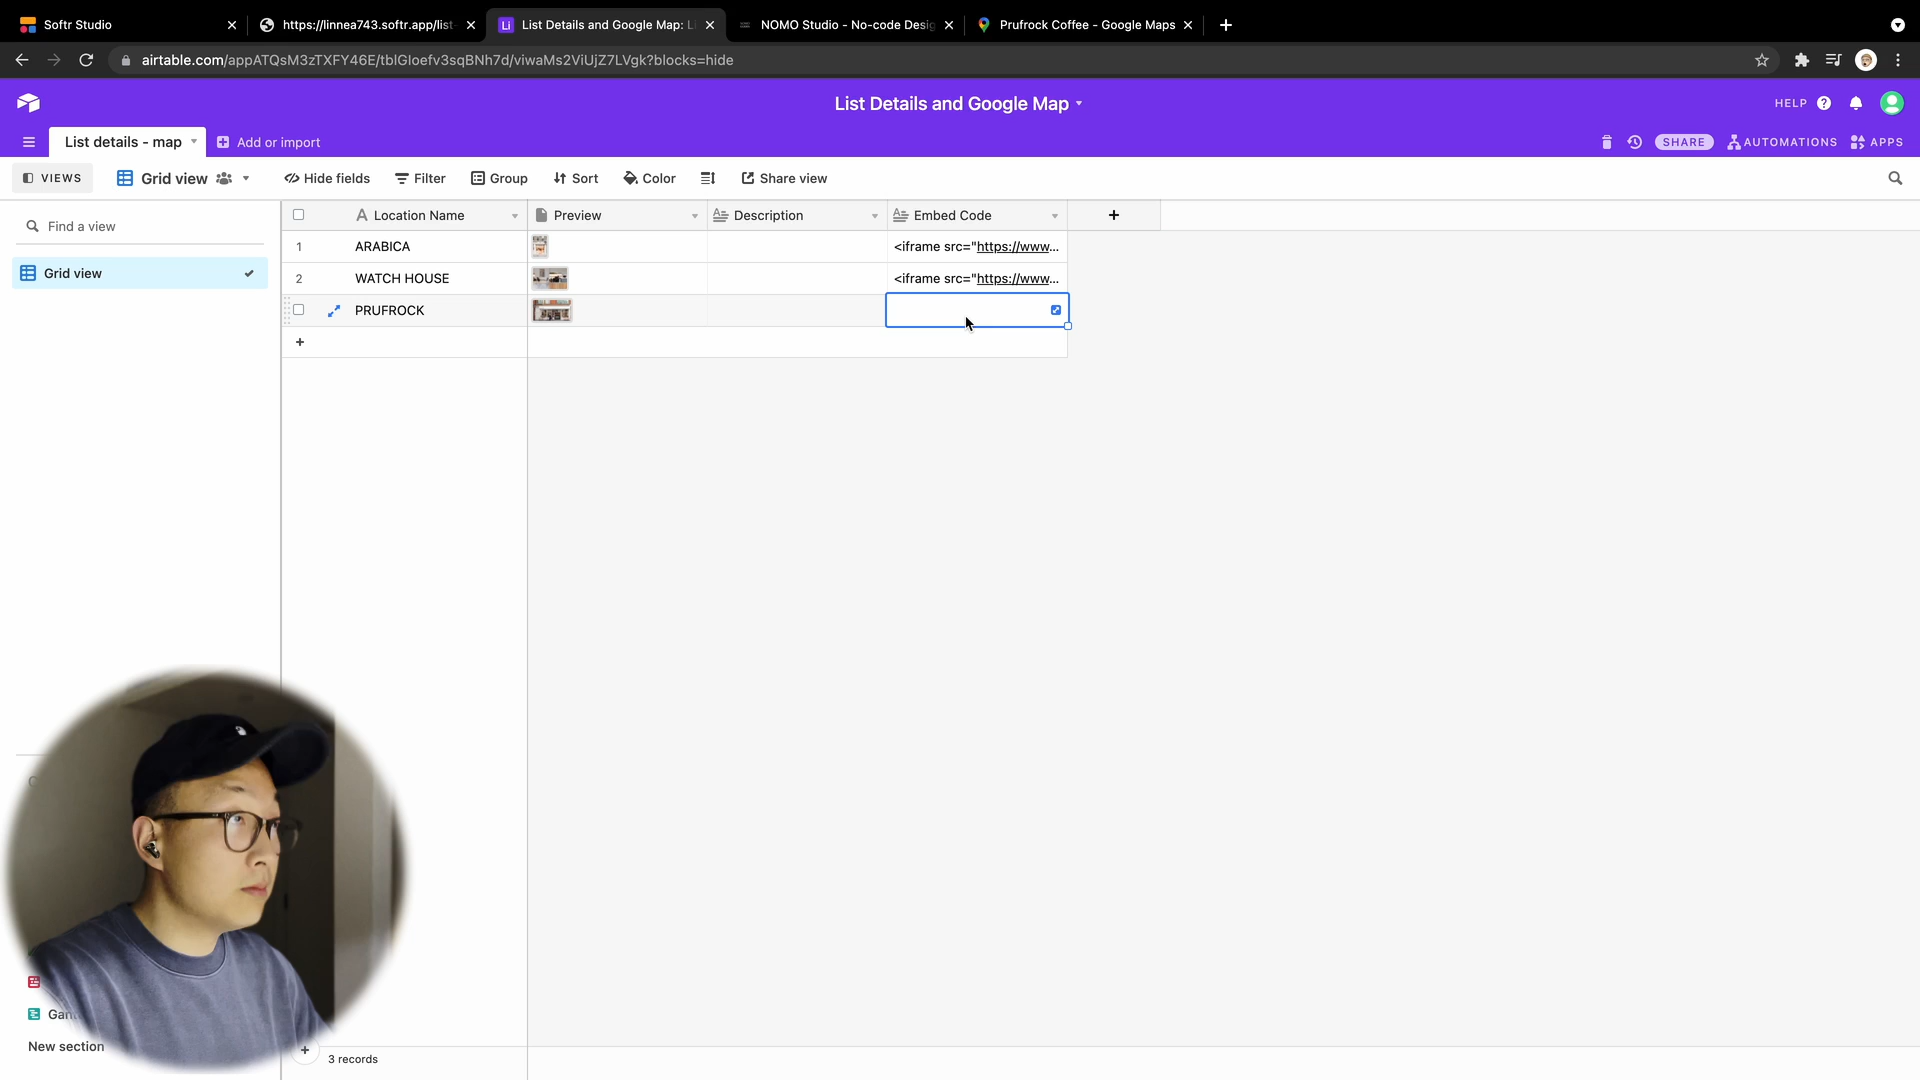 Softr Studio
https://linnea743.softr.app/list-
List Details and Google Map: Li
NOMO Studio - No-code Desig
Prufrock Coffee - Google Maps
airtable.com/appATQsM3zTXFY46E/tblGIoefv3sqBNh7d/viwaMs2ViUjZ7LVgk?blocks=hide
List Details and Google Map
HELP
List details - map
Add or import
SHARE
AUTOMATIONS
APPS
VIEWS
Grid view
Hide fields
Filter
Group
Sort
Color
Share view
Find a view
Grid view
Location Name
Preview
Description
Embed Code
1
ARABICA
<iframe src="https://www...
2
WATCH HOUSE
<iframe src="https://www...
PRUFROCK
New section
3 records